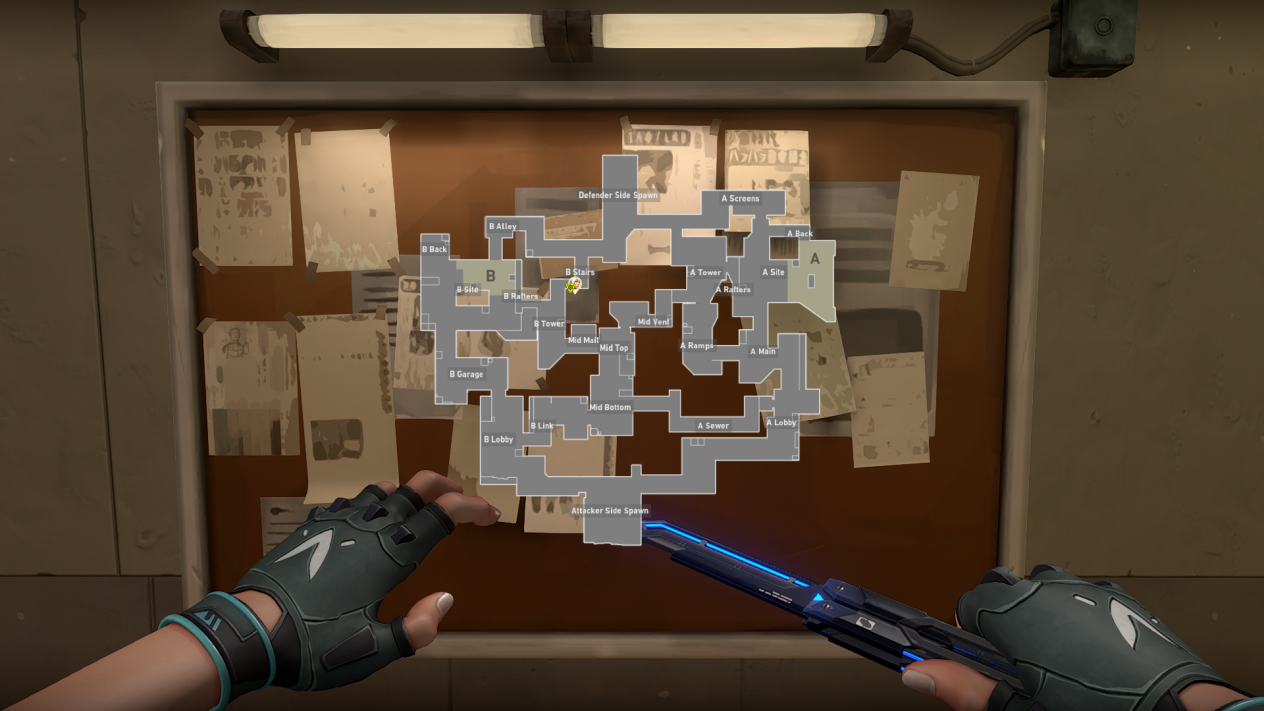 Defender Side Spawn
A Screens
B Alley
A Back
B Back
A
B Stairs
A Tower
A Site
B
B Site
B Rafters
A Rafters
B Tower
Mid Vent
Mid Mail
Mid Top
A Ramps
A Main
B Garage
Mid Bottom
B Link
A Sewer
A Lobby
B Lobby
Attacker Side Spawn